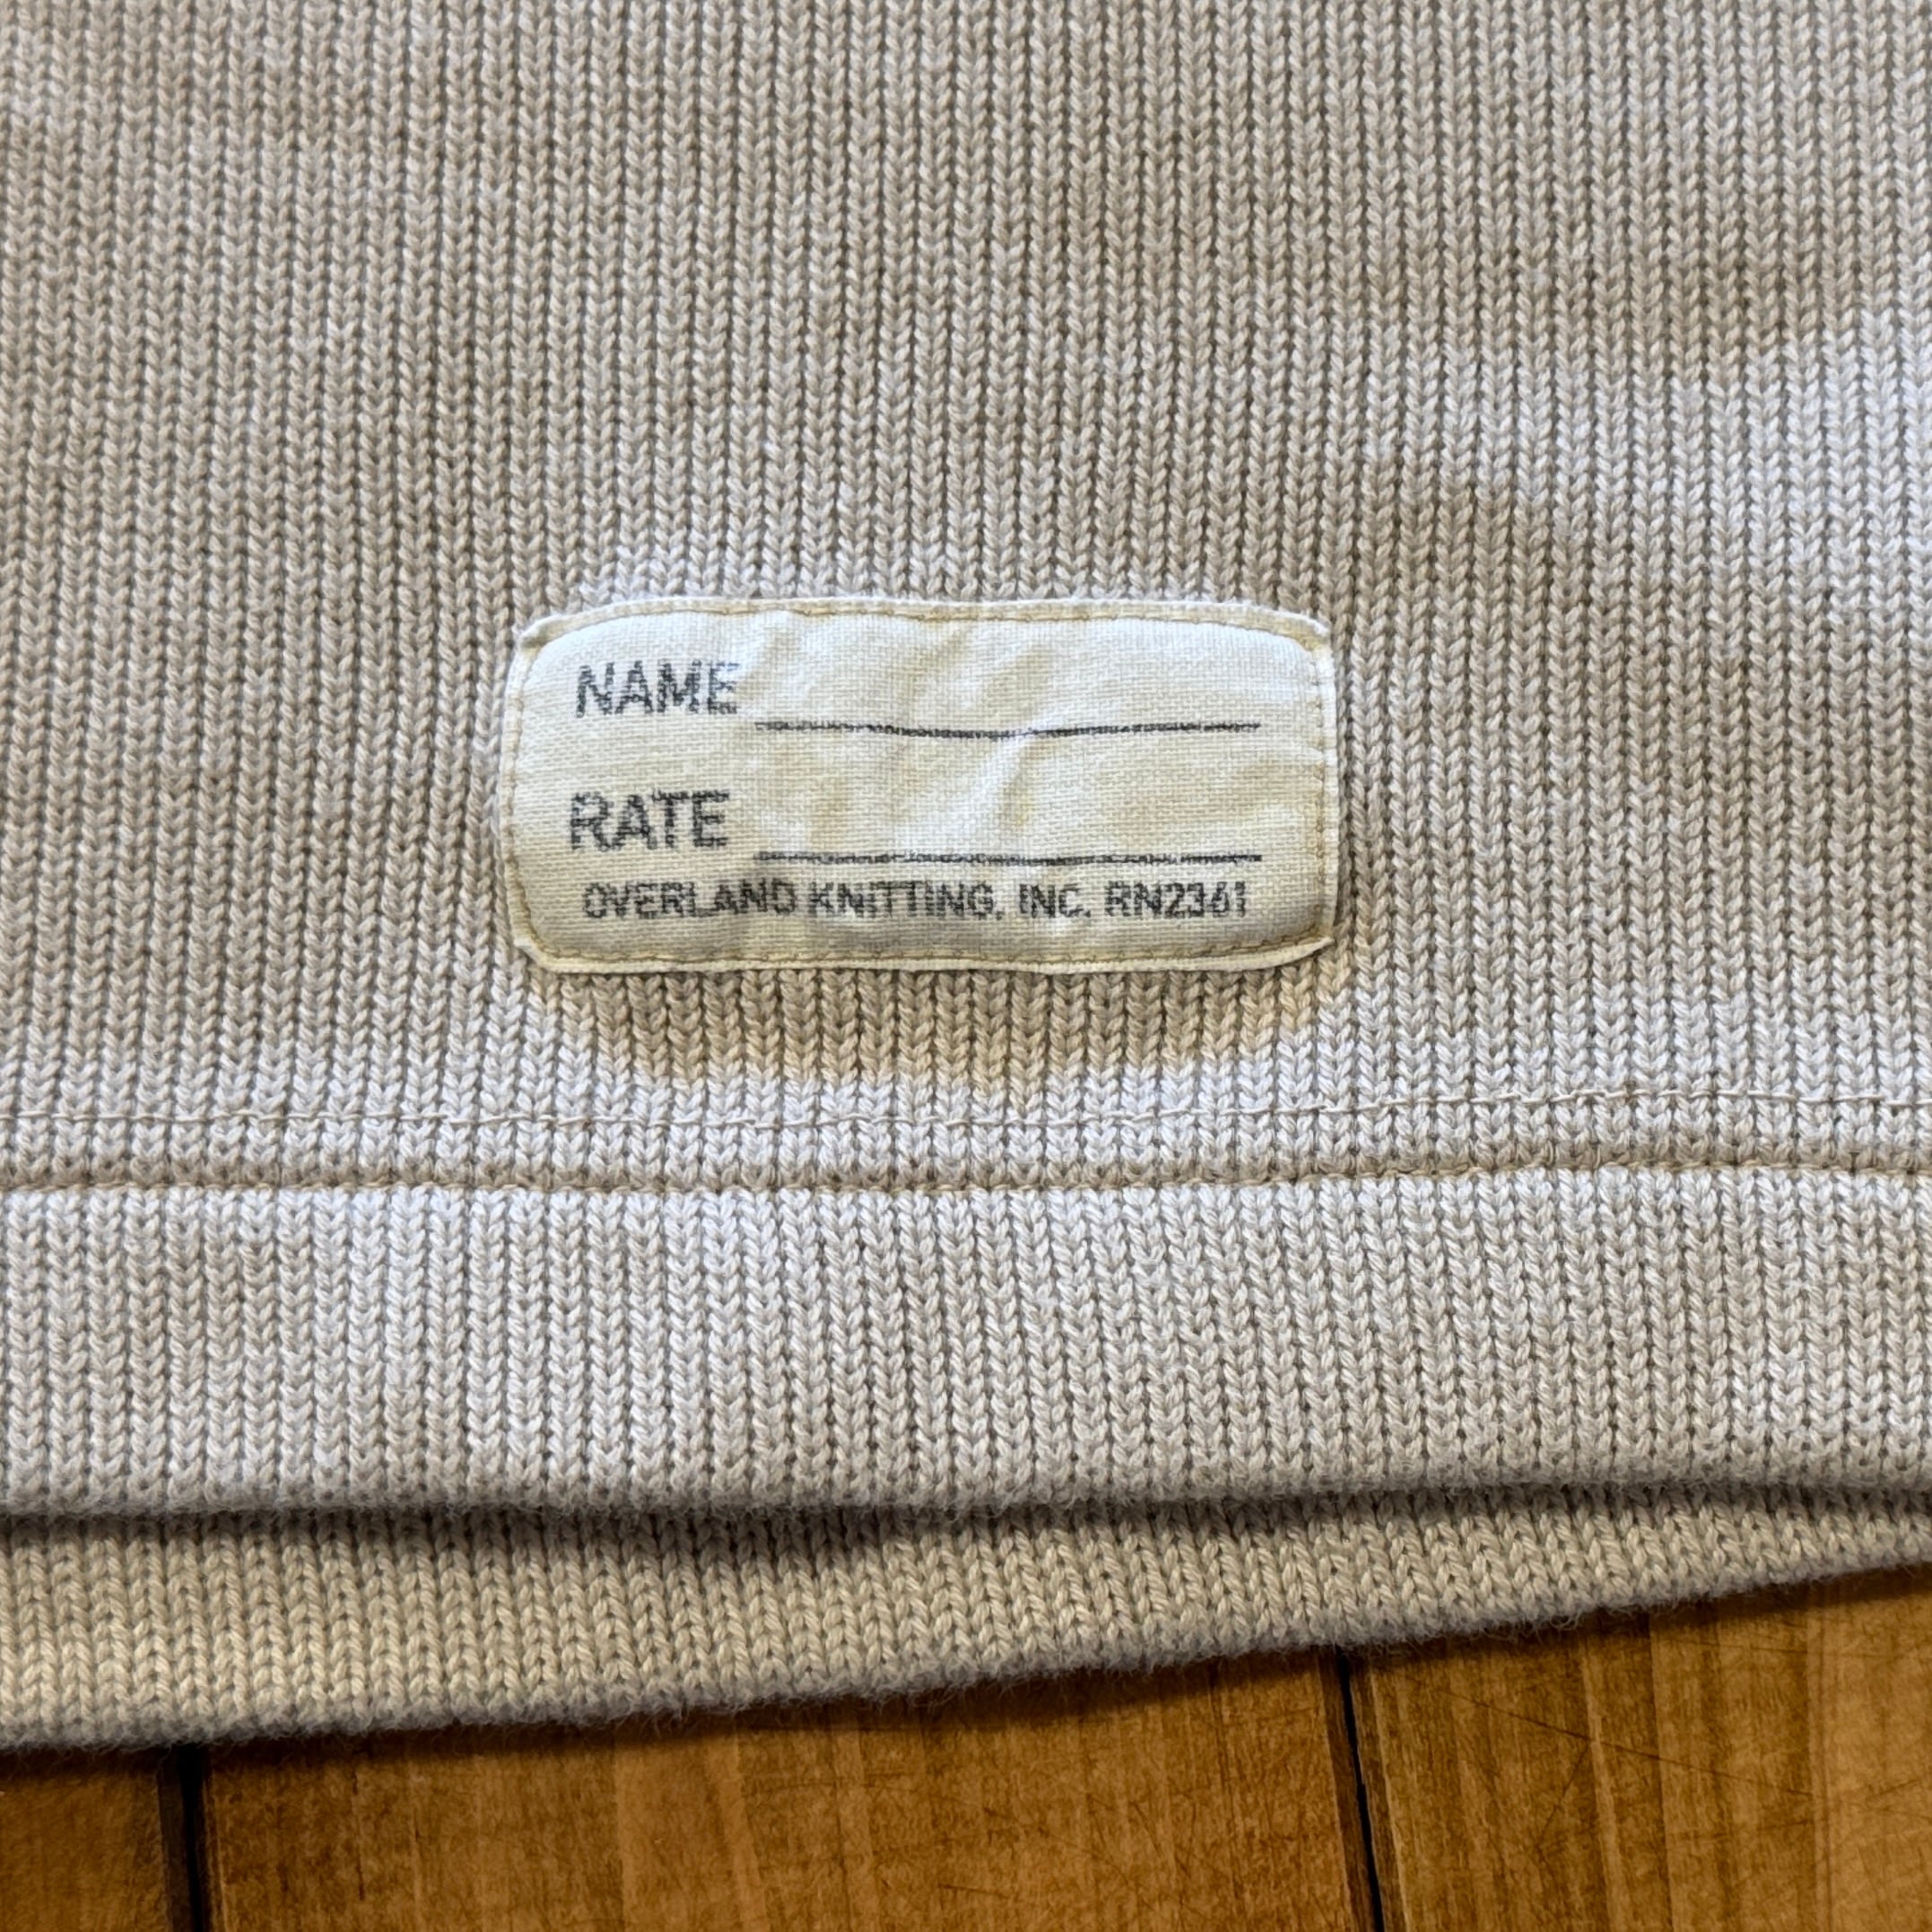 NAME
RATE
OVERLAND KNITTING, INC. RN2361